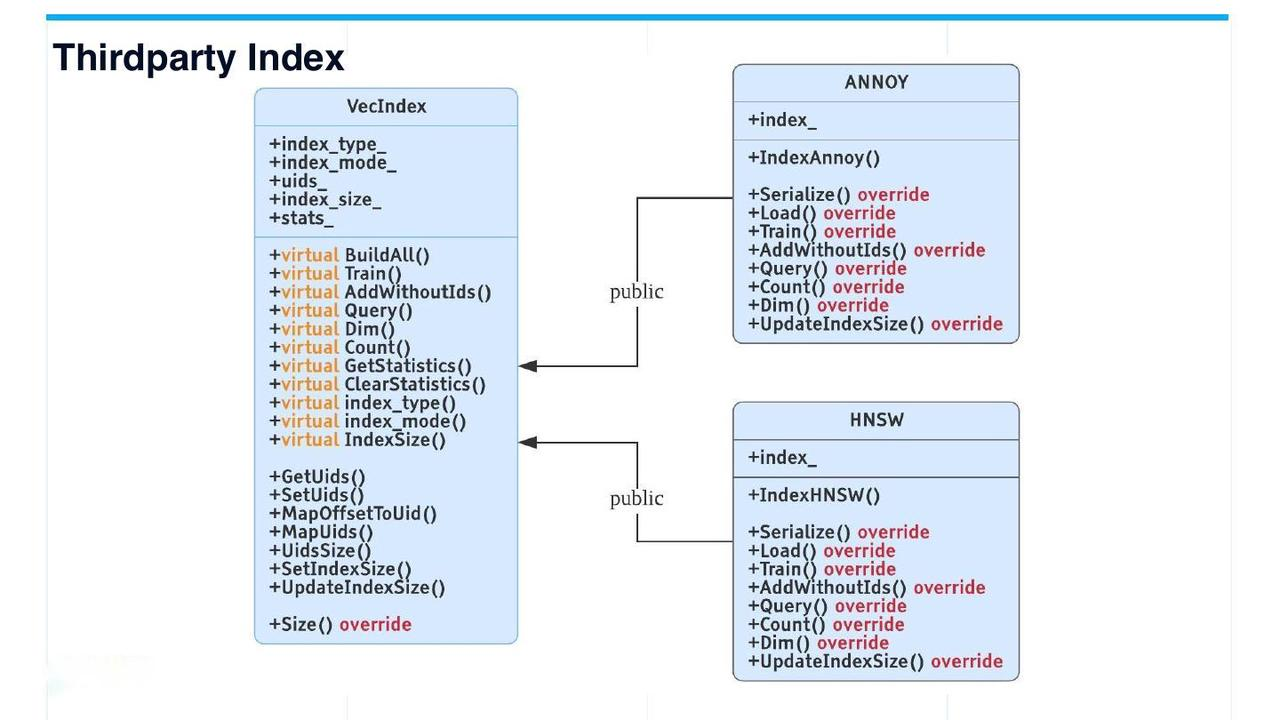 Thirdparty Index
VecIndex
+index_type_
+index_mode_
+uids_
+index_size_
+stats_
+virtual BuildAll()
+virtual Train()
+virtual AddWithoutIds()
+virtual Query()
+virtual Dim()
+virtual Count()
+virtual GetStatistics()
+virtual ClearStatistics()
+virtual index_type()
+virtual index_mode()
+virtual IndexSize()
+GetUids()
+SetUids()
+MapOffsetToUid()
+MapUids()
+UidsSize()
+SetIndexSize()
+UpdateIndexSize()
+Size() override
public
public
ANNOY
+index_
+IndexAnnoy()
+Serialize() override
+Load() override
+Train() override
+AddWithoutIds() override
+Query() override
+Count() override
+Dim() override
+UpdateIndexSize() override
HNSW
+index_
+IndexHNSW()
+Serialize() override
+Load() override
+Train() override
+AddWithoutIds() override
+Query() override
+Count() override
+Dim() override
+UpdateIndexSize() override